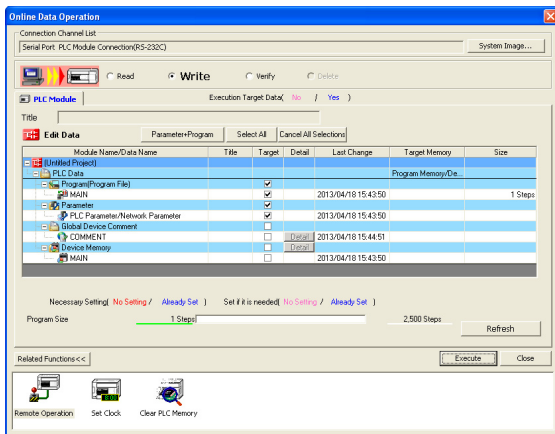 Online Data Operation
Connection Channel List
Serial Port PLC Module Connection(RS-232C)
System Image...
Read
Write
Verify
Delete
PLC Module
Execution Target Data( No / Yes )
Title
Edit Data
Parameter+Program
Select All
Cancel All Selections
Module Name/Data Name Title Target Detail Last Change Target Memory Size
(Untitled Project)
PLC Data Program Memory/De...
Program(Program File)
MAIN 2013/04/18 15:43:50 1 Steps
Parameter
PLC Parameter/Network Parameter 2013/04/18 15:43:50
Global Device Comment
COMMENT Detail 2013/04/18 15:44:51
Device Memory Detail
MAIN 2013/04/18 15:43:50
Necessary Setting( No Setting / Already Set ) Set if it is needed( No Setting / Already Set )
Program Size 1 Steps 2,500 Steps
Refresh
Related Functions<<
Execute
Close
Remote Operation
Set Clock
Clear PLC Memory